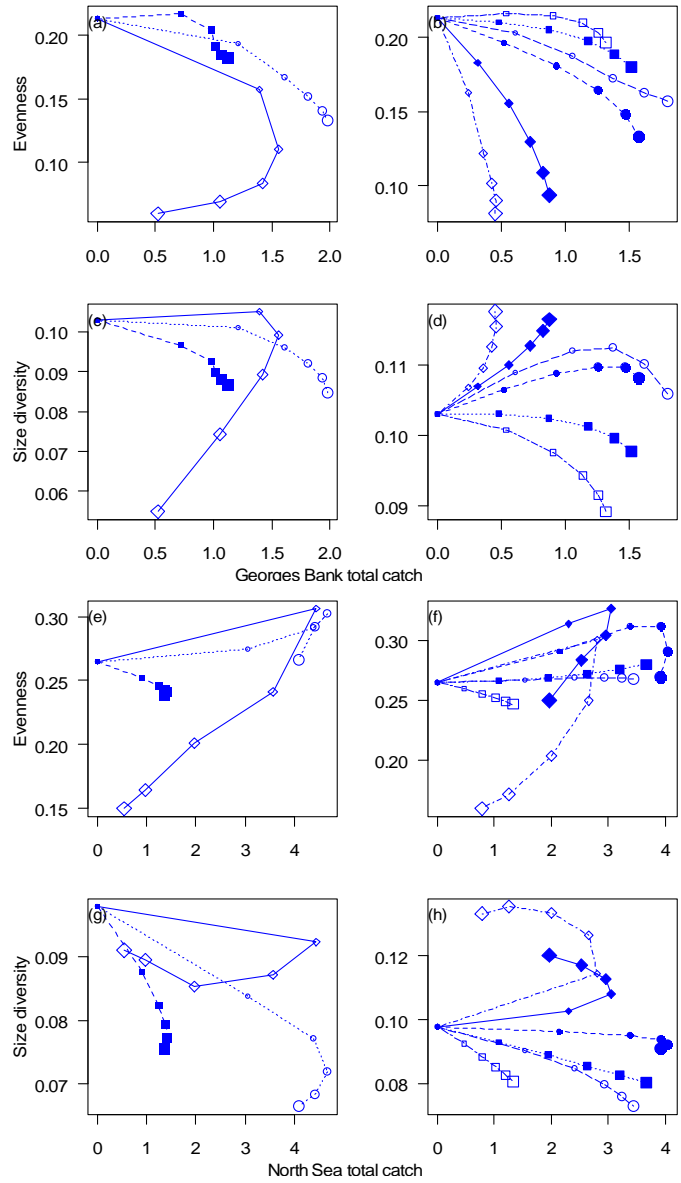 (a) (b)
Evenness
0.20 0.15 0.10
0.20 0.15 0.10
0.0 0.5 1.0 1.5 2.0
0.0 0.5 1.0 1.5
(c) (d)
Size diversity
0.10 0.09 0.08 0.07 0.06
0.11 0.10 0.09
0.0 0.5 1.0 1.5 2.0
0.0 0.5 1.0 1.5
Georges Bank total catch
(e) (f)
Evenness
0.30 0.25 0.20 0.15
0.30 0.25 0.20
0 1 2 3 4
0 1 2 3 4
(g) (h)
Size diversity
0.09 0.08 0.07
0.12 0.10 0.08
0 1 2 3 4
0 1 2 3 4
North Sea total catch